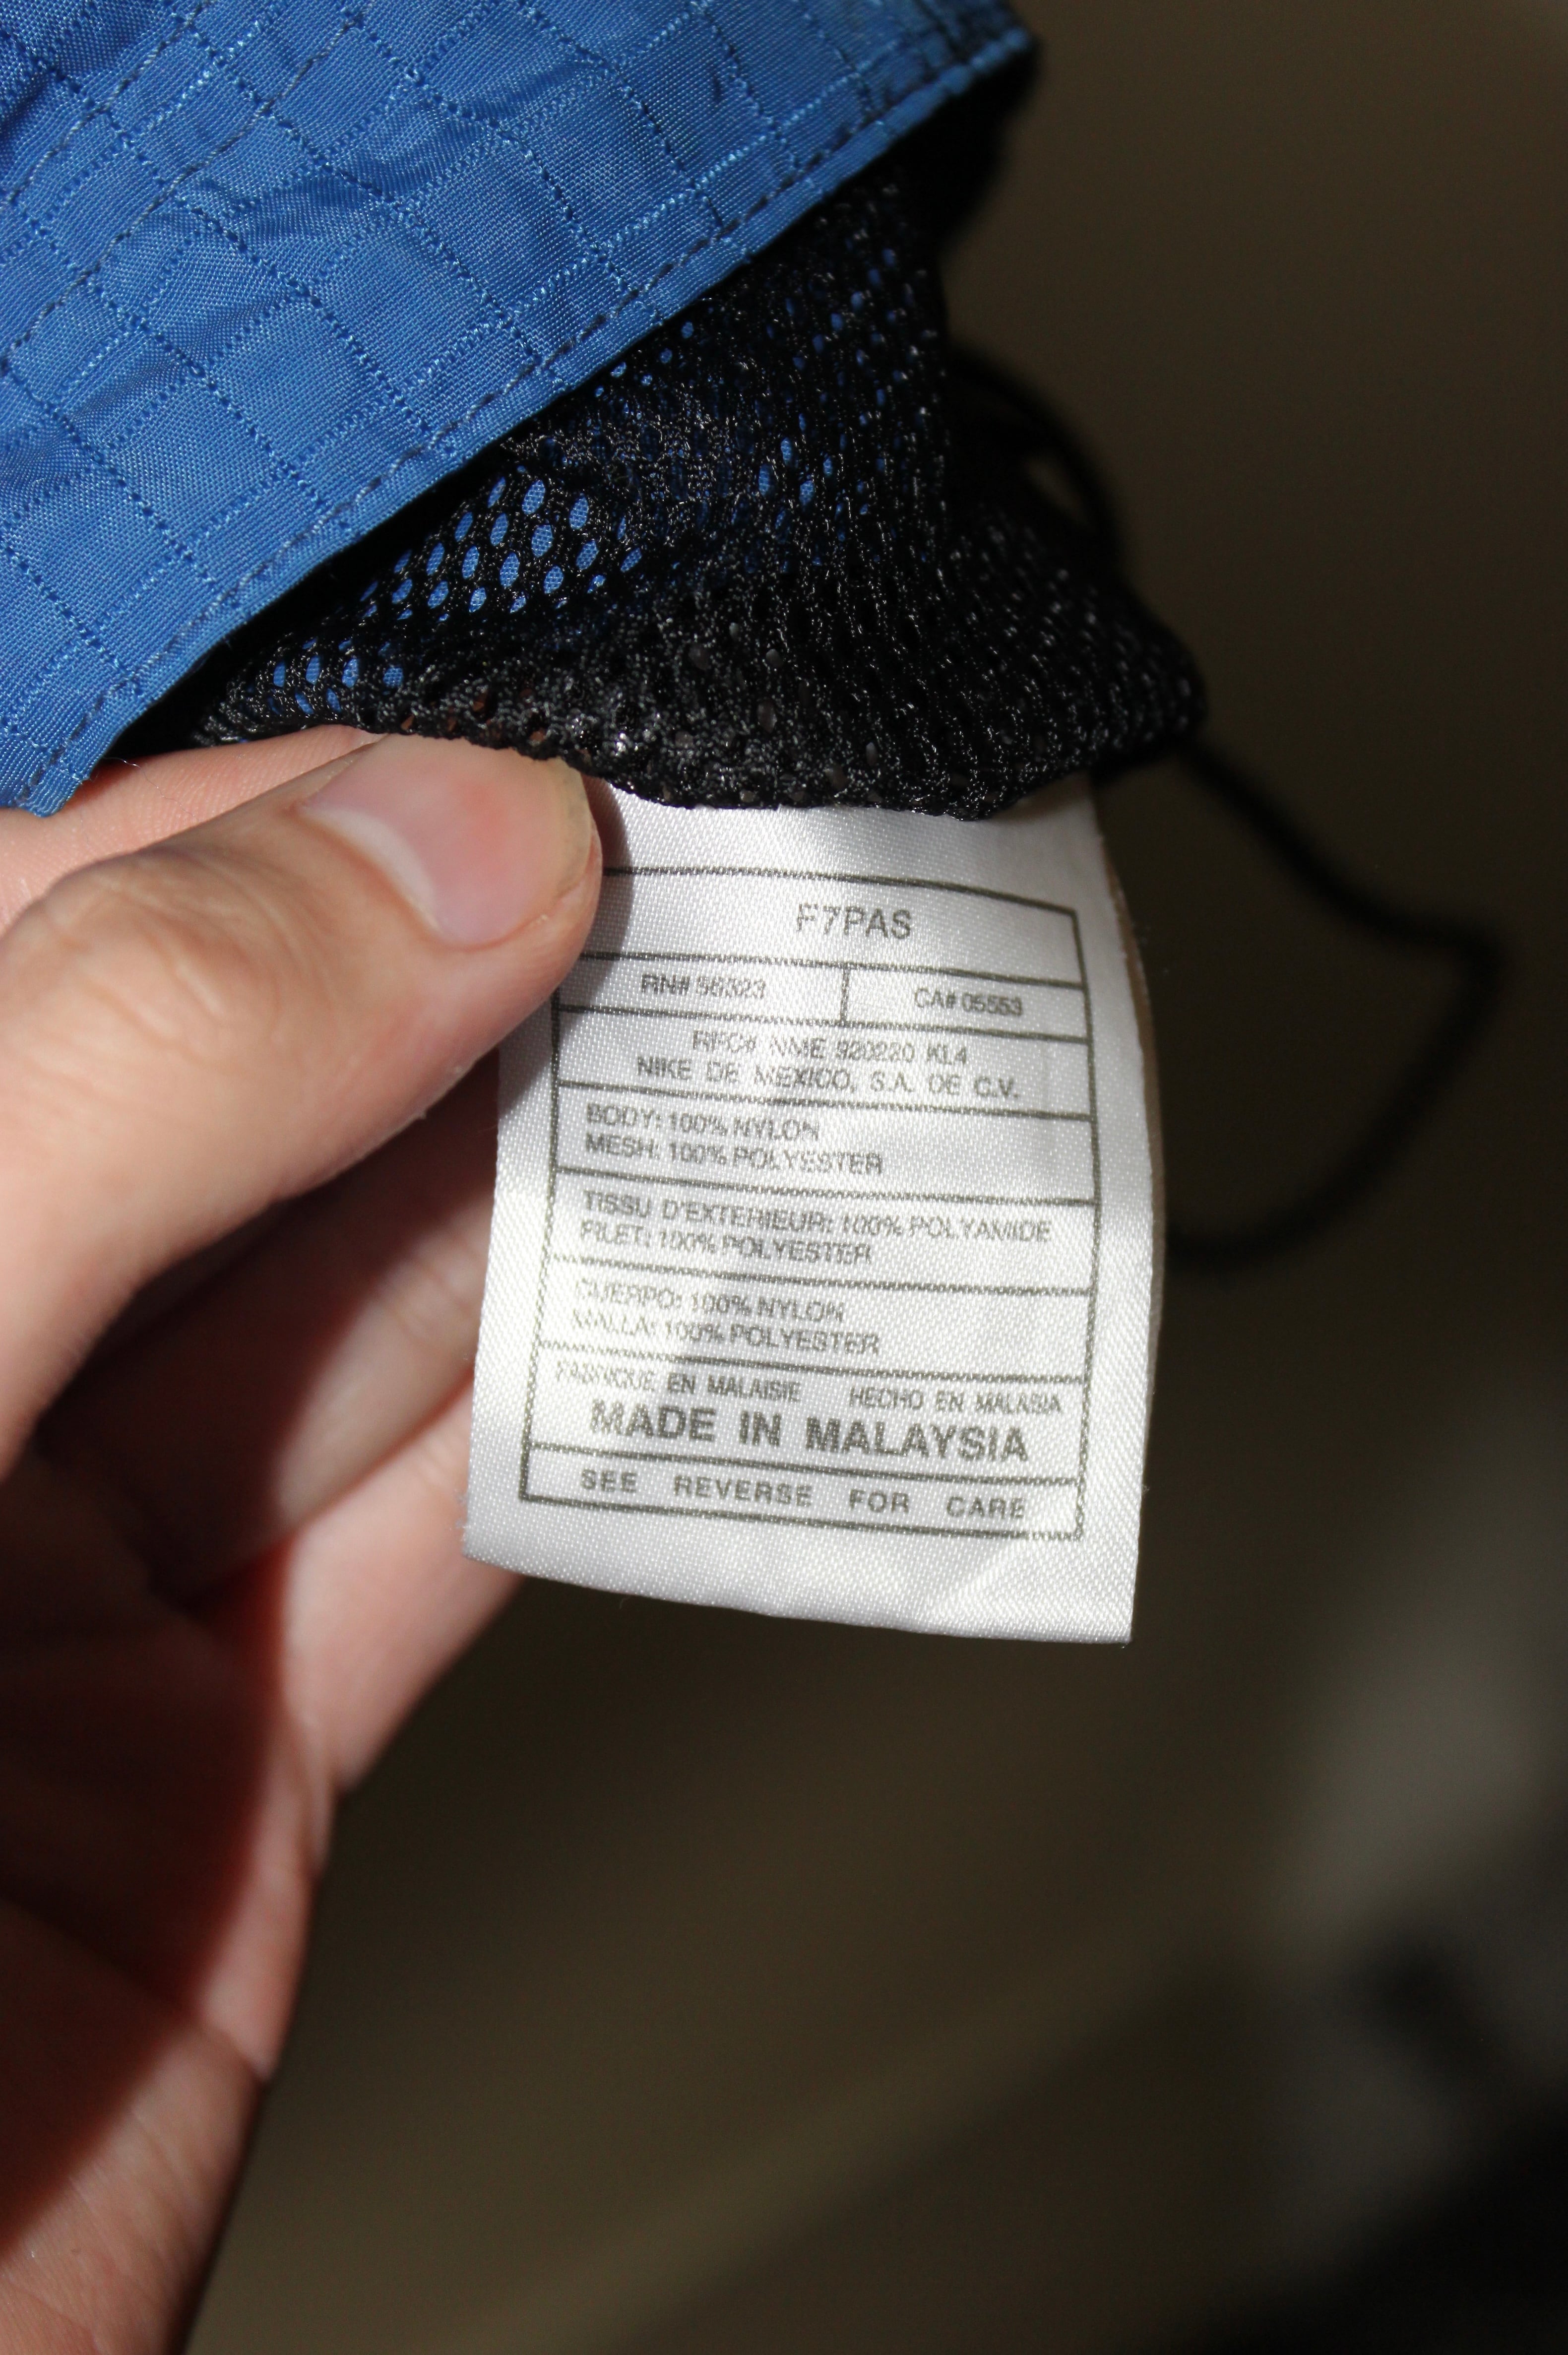 F7PAS
RN# 56323 CA# 05553
RFC# NME 920220 KL4
NIKE DE MEXICO, S.A. DE C.V.
BODY: 100% NYLON
MESH: 100% POLYESTER
TISSU D'EXTERIEUR: 100% POLYAMIDE
FILET: 100% POLYESTER
CUERPO: 100% NYLON
MALLA: 100% POLYESTER
FABRIQUE EN MALAISIE HECHO EN MALASIA
MADE IN MALAYSIA
SEE REVERSE FOR CARE